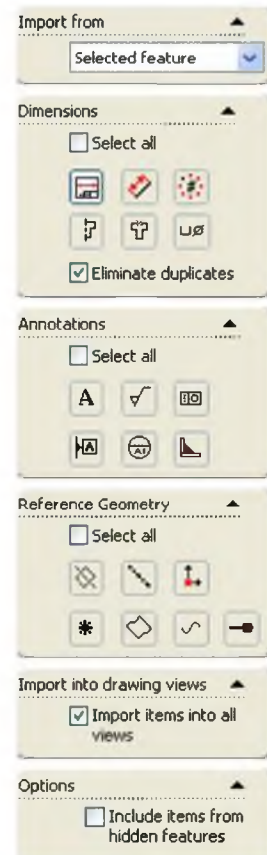 Import from
Selected feature
Dimensions
Select all
Eliminate duplicates
Annotations
Select all
A
A
A1
Reference Geometry
Select all
Import into drawing views
Import items into all
views
Options
Include items from
hidden features